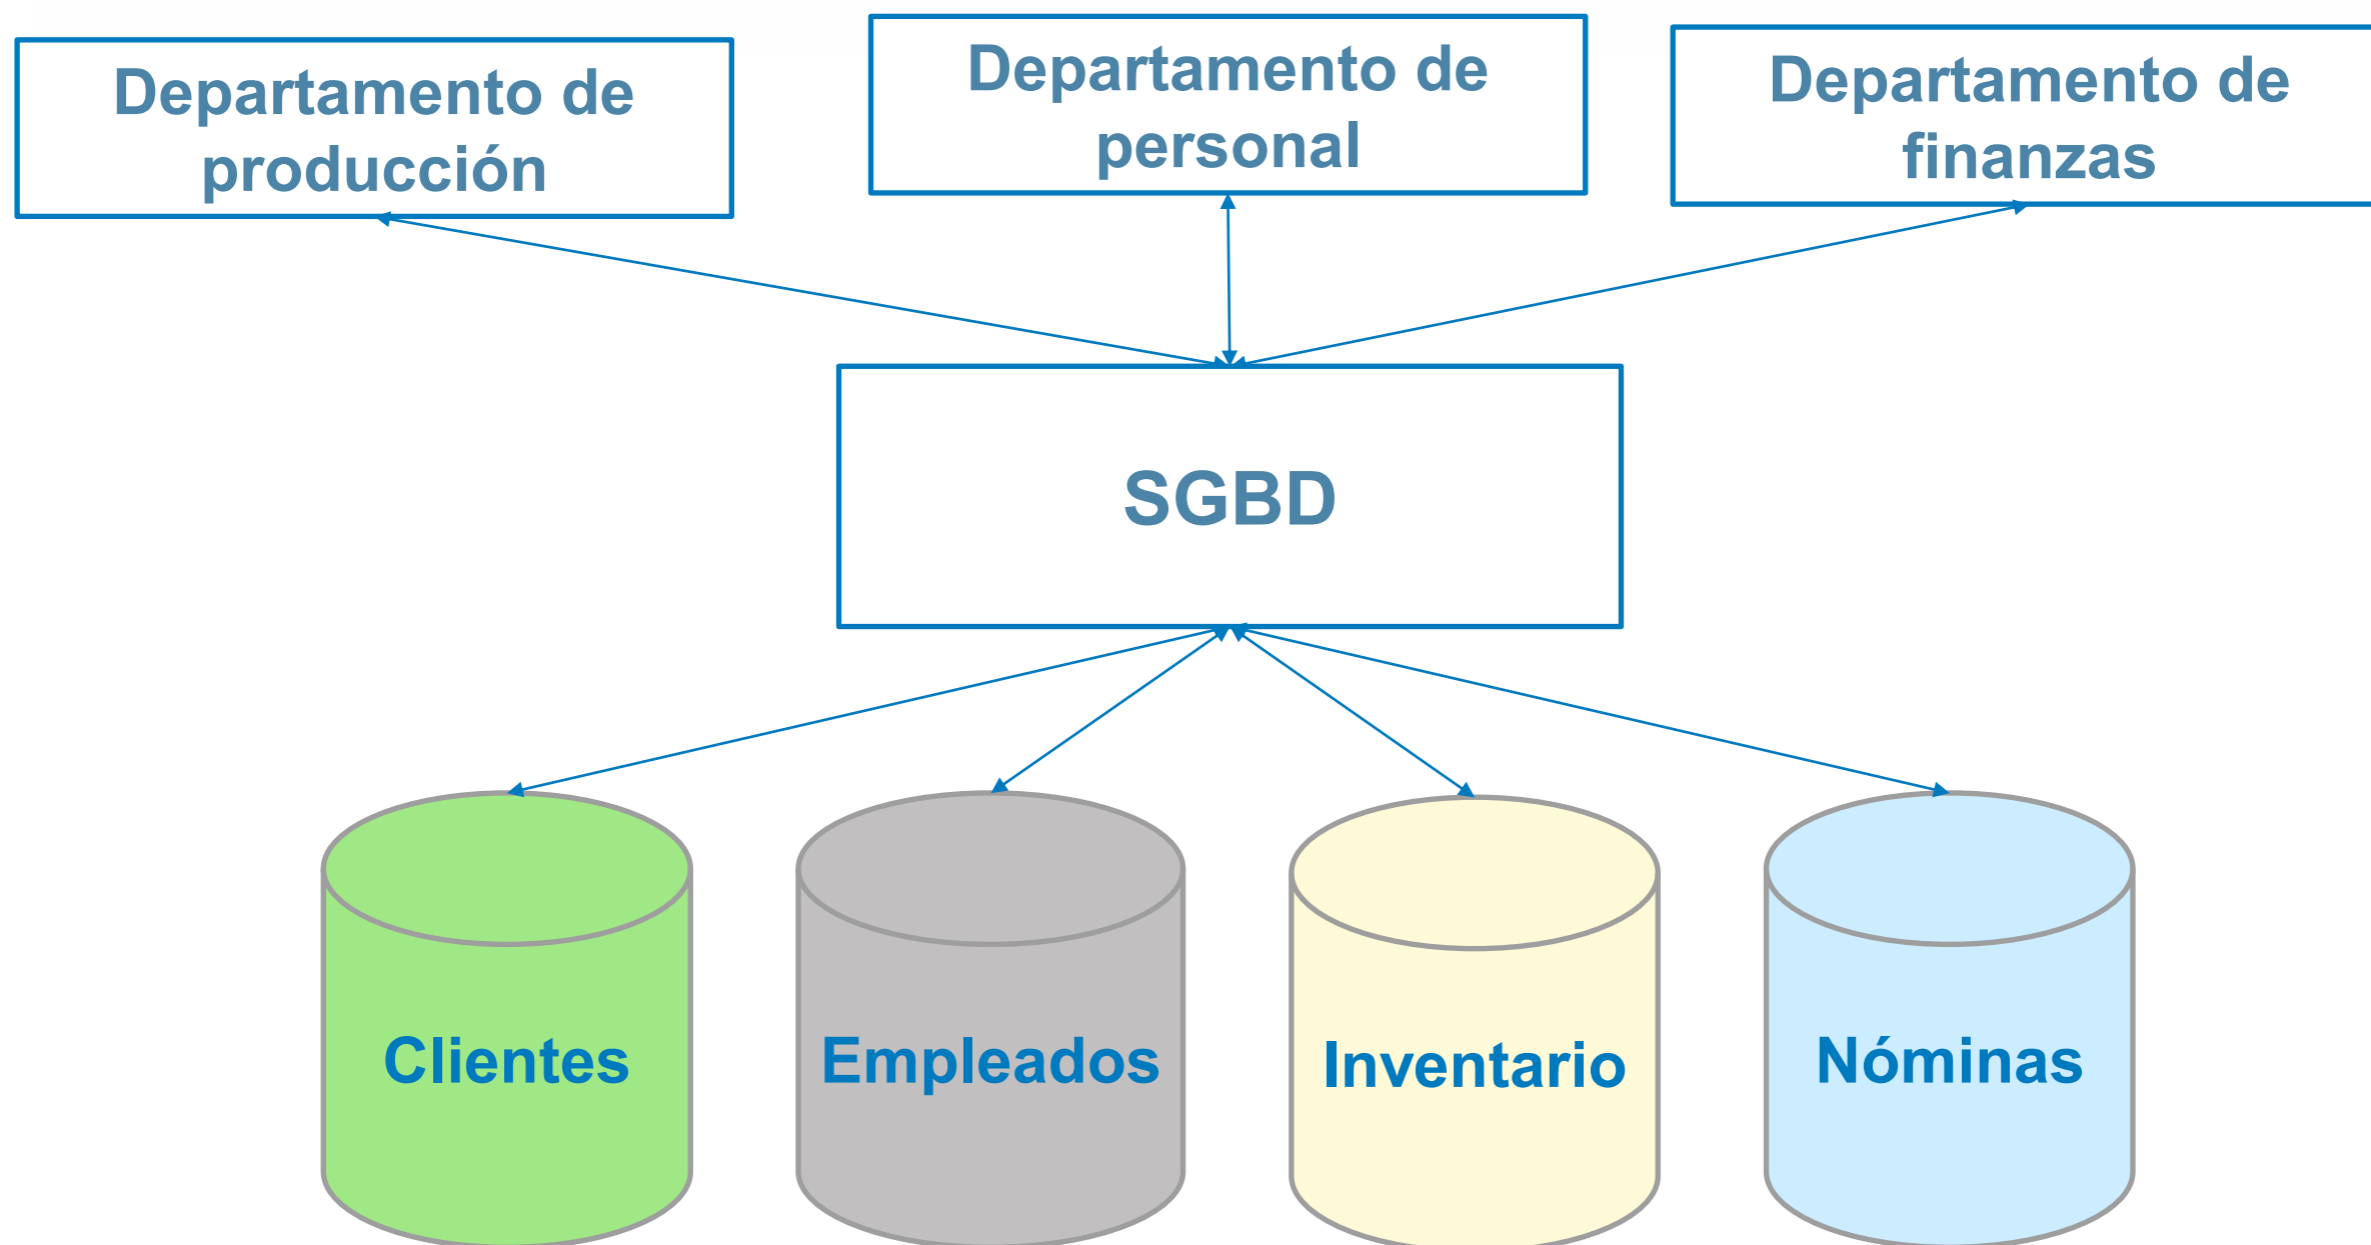 Departamento de
producción
Departamento de
personal
Departamento de
finanzas
SGBD
Clientes
Empleados
Inventario
Nóminas